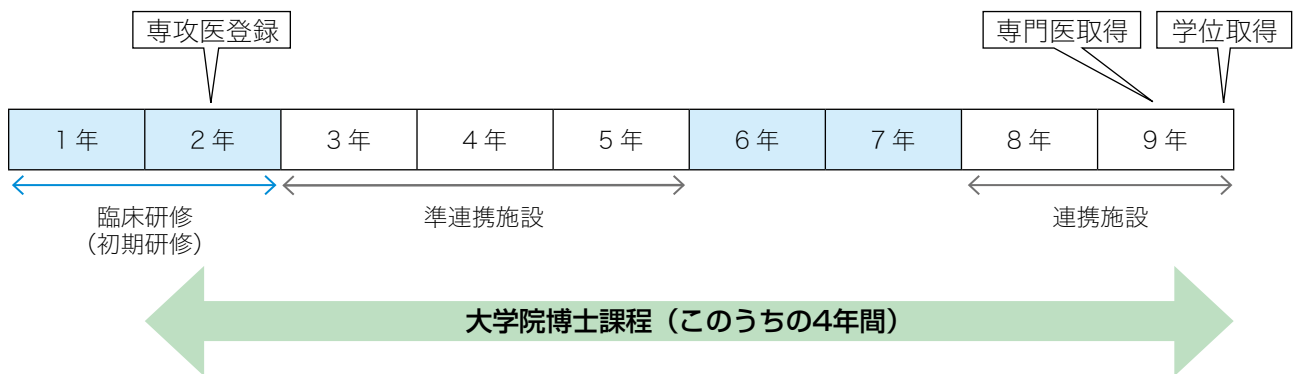 専攻医登録
専門医取得
学位取得
1年
2年
3年
4年
5年
6年
7年
8年
9年
臨床研修
（初期研修）
準連携施設
連携施設
大学院博士課程（このうちの4年間）